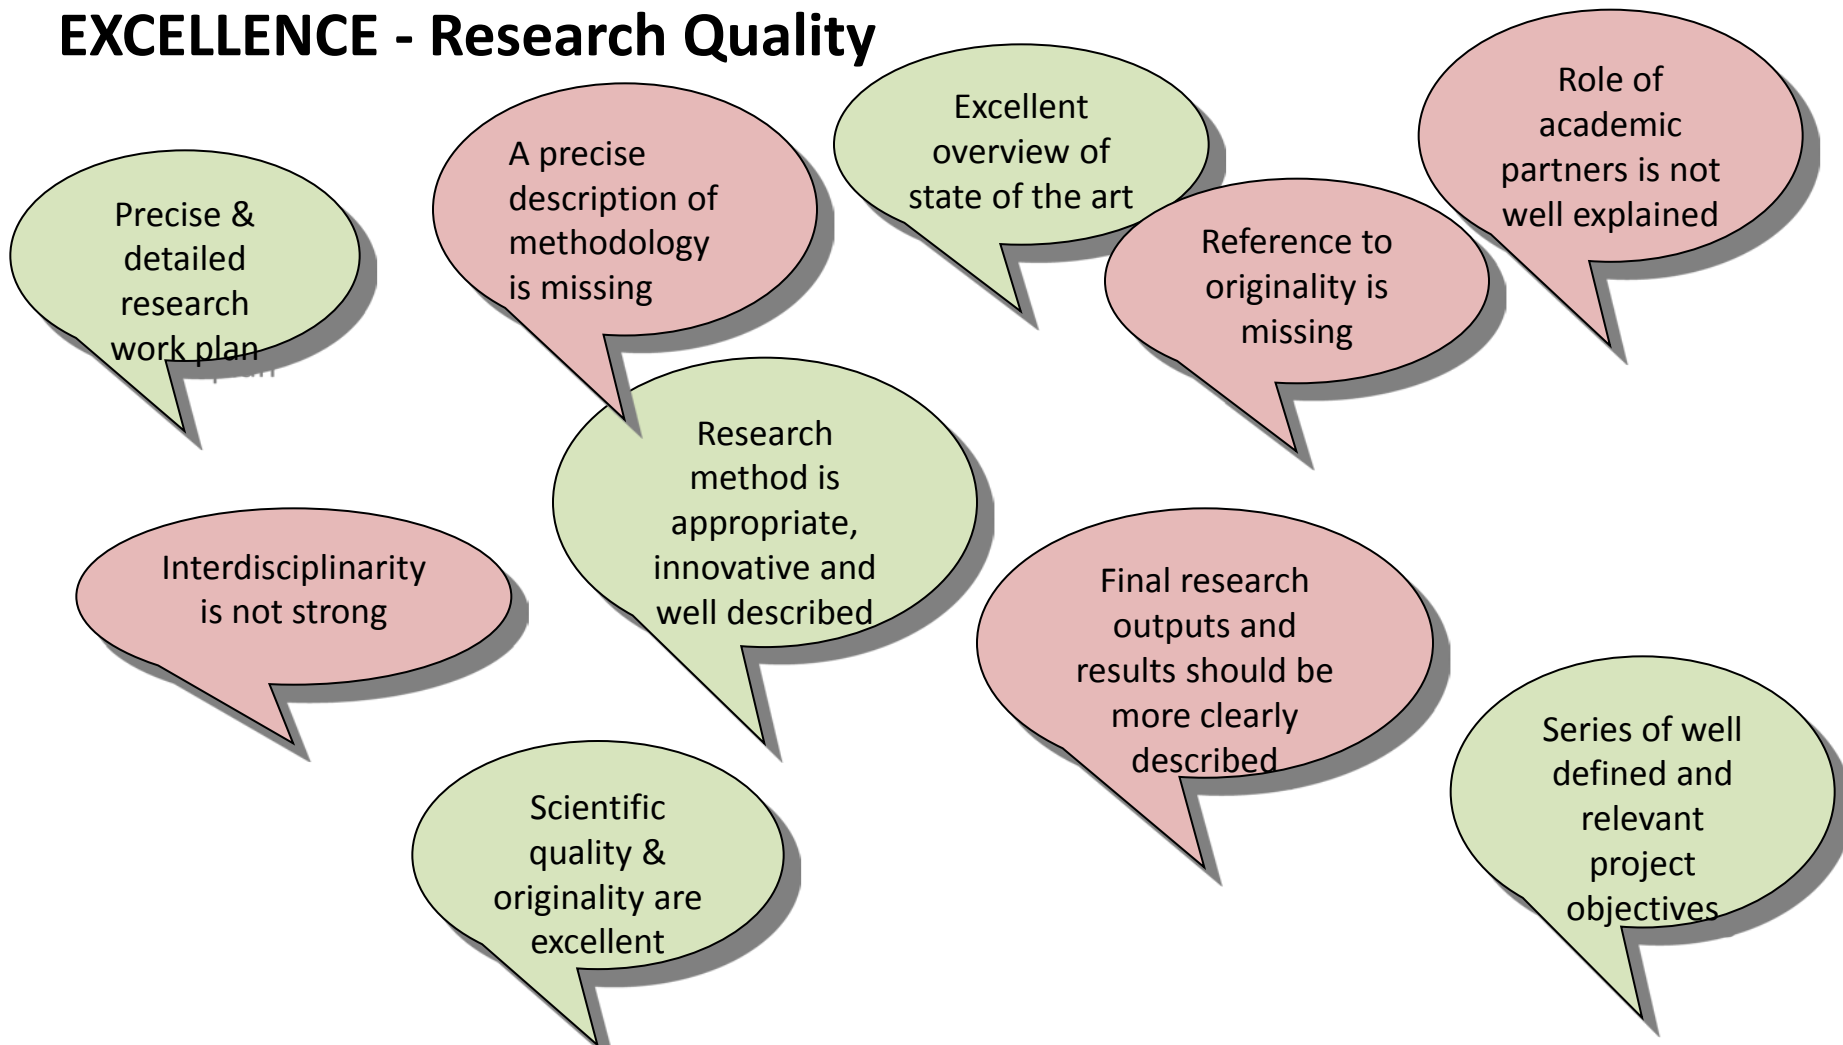 EXCELLENCE - Research Quality
Precise &
detailed
research
work plan
A precise
description of
methodology
is missing
Excellent
overview of
state of the art
Reference to
originality is
missing
Role of
academic
partners is not
well explained
Research
method is
appropriate,
innovative and
well described
Interdisciplinarity
is not strong
Final research
outputs and
results should be
more clearly
described
Scientific
quality &
originality are
excellent
Series of well
defined and
relevant
project
objectives